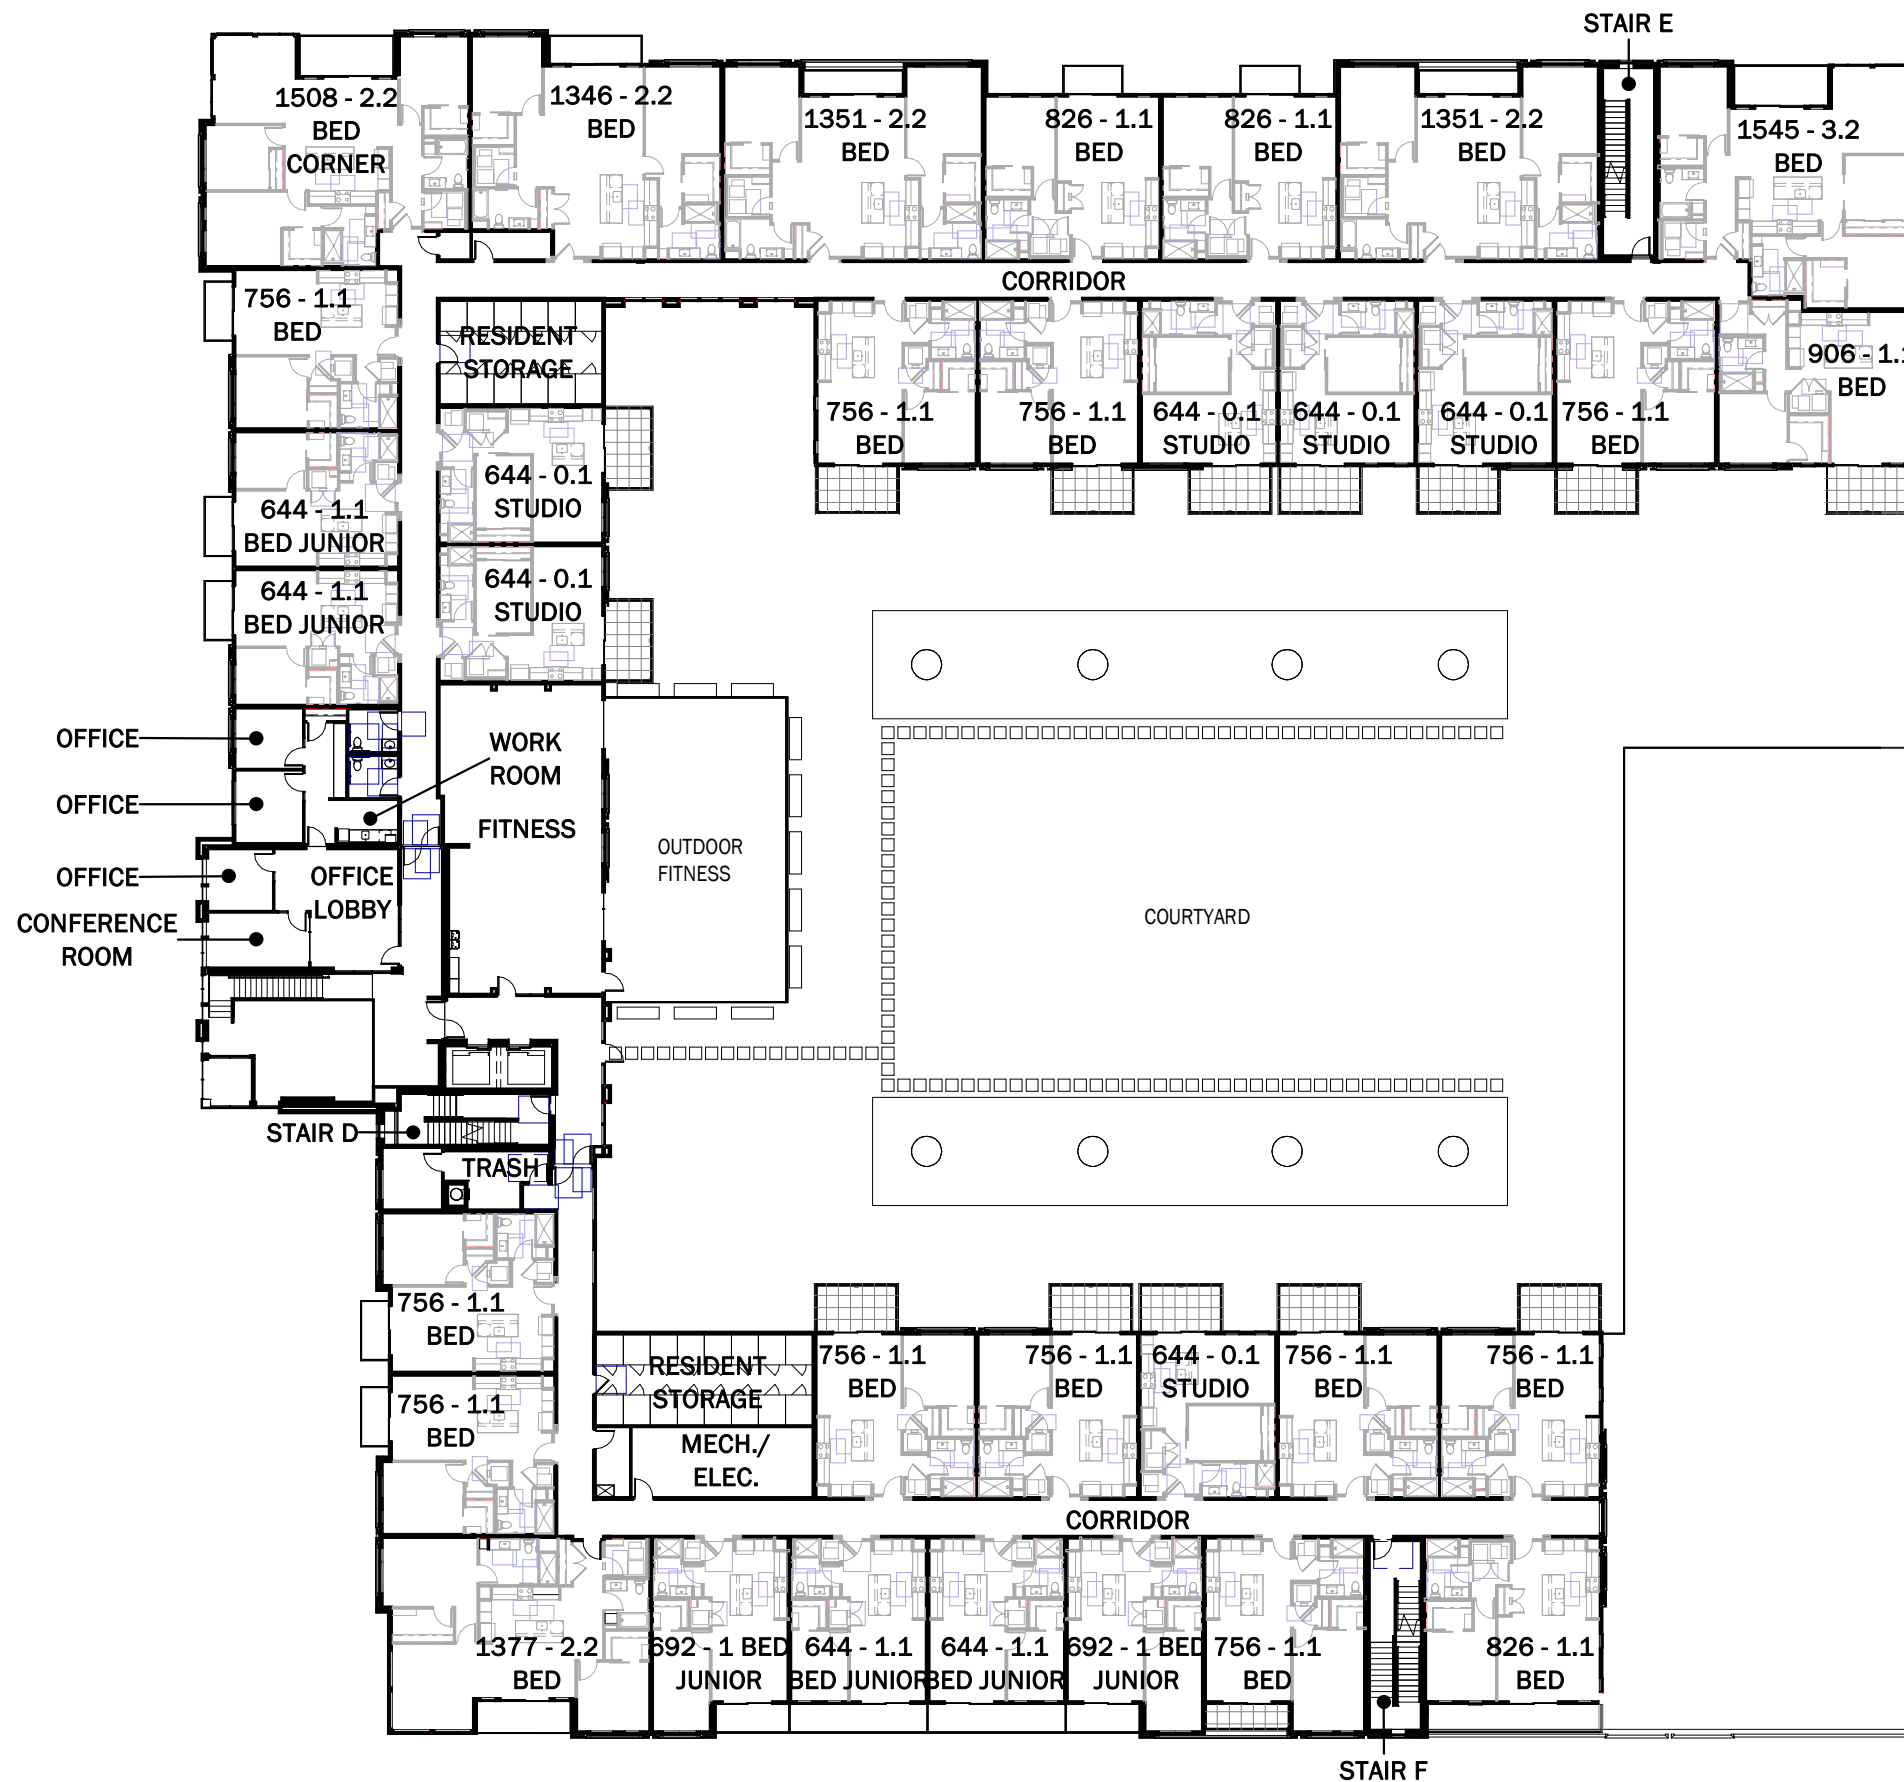 STAIR E
1508 - 2.2
BED
CORNER
1346 - 2.2
BED
1351 - 2.2
BED
826 - 1.1
BED
826 - 1.1
BED
1351 - 2.2
BED
1545 - 3.2
BED
CORRIDOR
756 - 1.1
BED
RESIDENT
STORAGE
756 - 1.1
BED
756 - 1.1
BED
644 - 0.1
STUDIO
644 - 0.1
STUDIO
644 - 0.1
STUDIO
756 - 1.1
BED
906 - 1.1
BED
644 - 1.1
BED JUNIOR
644 - 0.1
STUDIO
644 - 1.1
BED JUNIOR
644 - 0.1
STUDIO
OFFICE
WORK
ROOM
OFFICE
FITNESS
OUTDOOR
FITNESS
OFFICE
OFFICE
LOBBY
CONFERENCE
ROOM
COURTYARD
STAIR D
TRASH
756 - 1.1
BED
756 - 1.1
BED
RESIDENT
STORAGE
MECH./
ELEC.
756 - 1.1
BED
756 - 1.1
BED
644 - 0.1
STUDIO
756 - 1.1
BED
756 - 1.1
BED
CORRIDOR
1377 - 2.2
BED
692 - 1 BED
JUNIOR
644 - 1.1
BED JUNIOR
644 - 1.1
BED JUNIOR
692 - 1 BED
JUNIOR
756 - 1.1
BED
826 - 1.1
BED
STAIR F